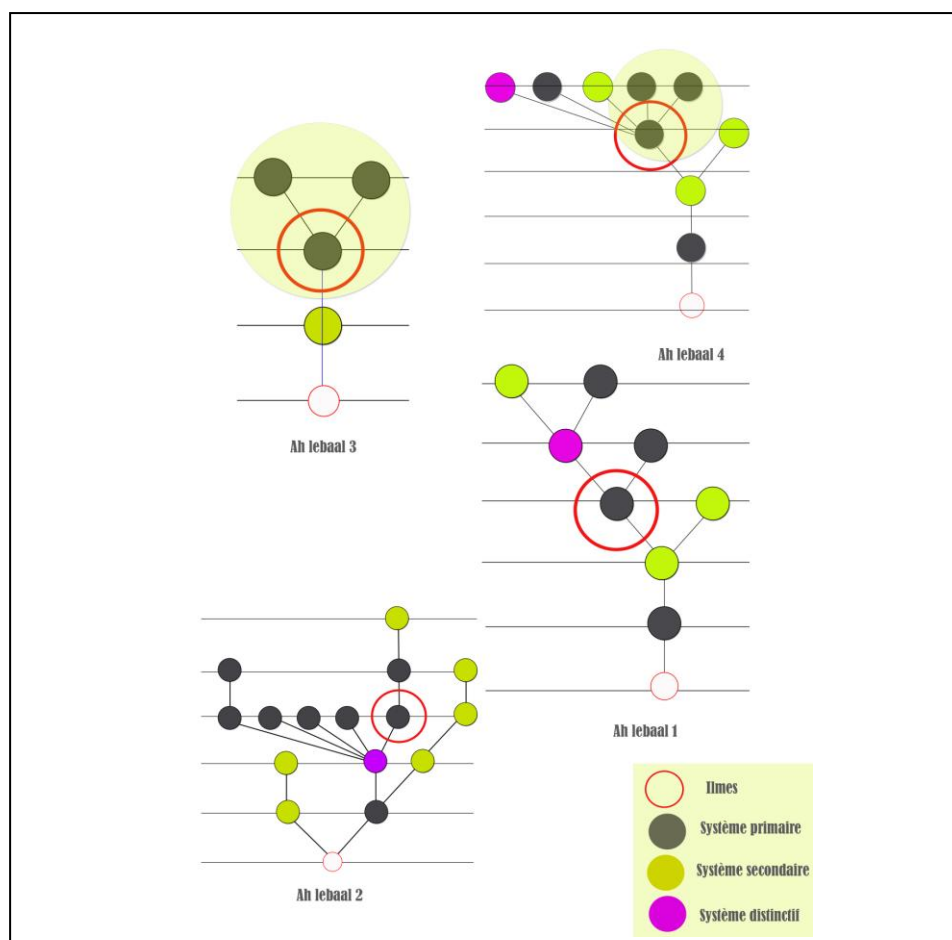 Ah lebaal 4
Ah lebaal 3
Ah lebaal 1
Ah lebaal 2
Ilmes
Système primaire
Système secondaire
Système distinctif